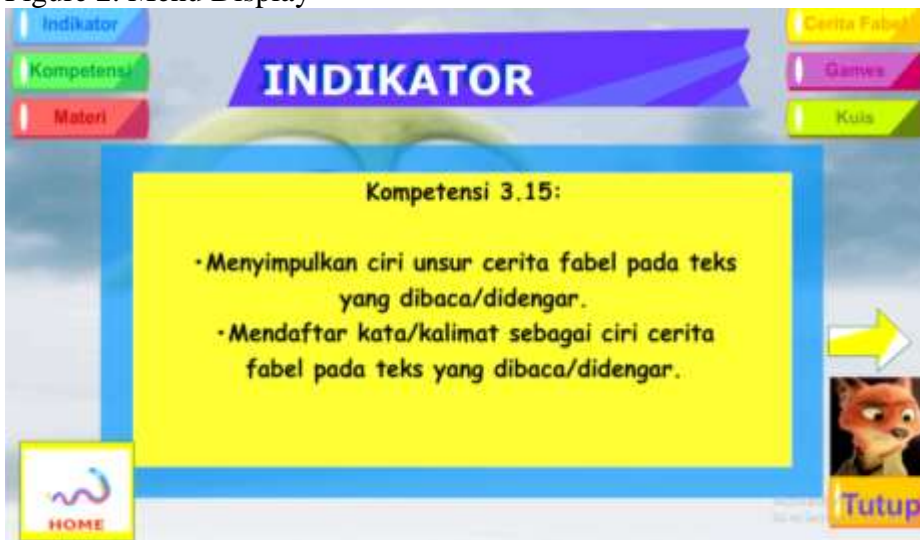 Figure 2. Menu Display
Indikator
Kompetensi
Materi
INDIKATOR
Cerita Fabel
Games
Kuis
Kompetensi 3.15:
•Menyimpulkan ciri unsur cerita fabel pada teks
yang dibaca/didengar.
•Mendaftar kata/kalimat sebagai ciri cerita
fabel pada teks yang dibaca/didengar.
HOME
Tutup